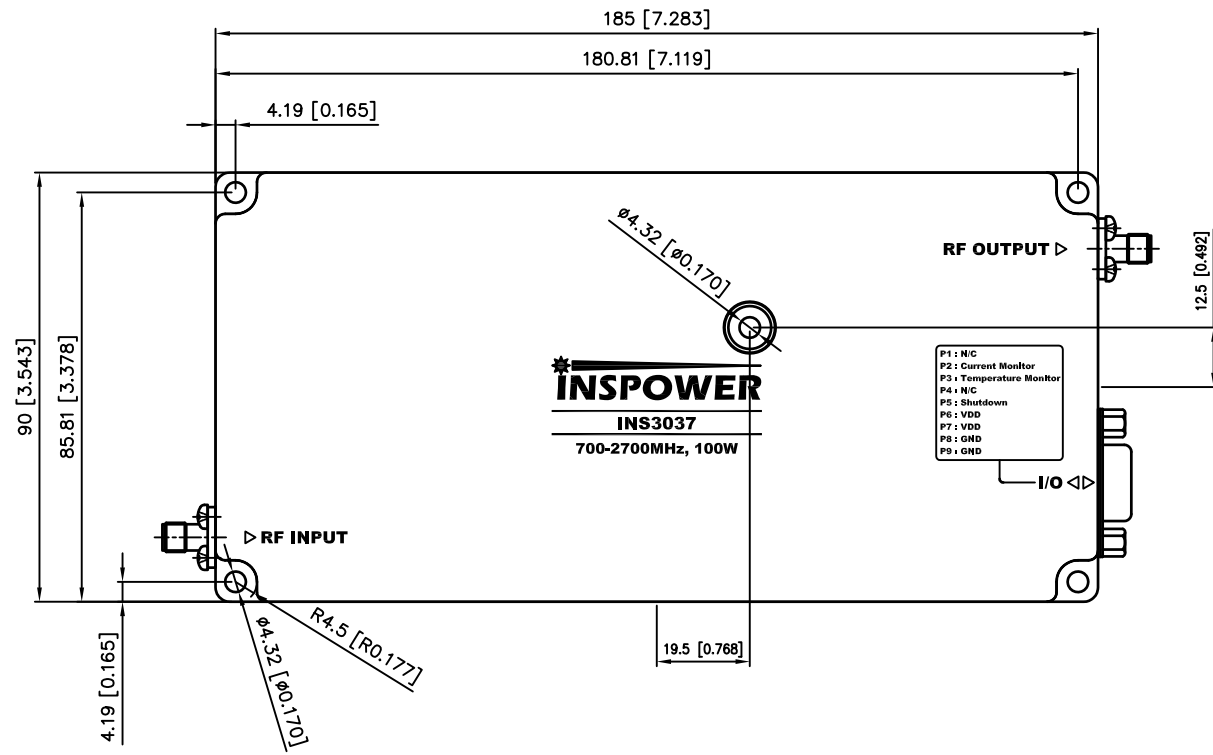 185 [7.283]
180.81 [7.119]
4.19 [0.165]
90 [3.543]
85.81 [3.378]
ø4.32 [ø0.170]
RF OUTPUT
12.5 [0.492]
INSPOWER
INS3037
700-2700MHz, 100W
P1 : N/C
P2 : Current Monitor
P3 : Temperature Monitor
P4 : N/C
P5 : Shutdown
P6 : VDD
P7 : VDD
P8 : GND
P9 : GND
I/O
RF INPUT
4.19 [0.165]
ø4.32 [ø0.170]
R4.5 [R0.177]
19.5 [0.768]